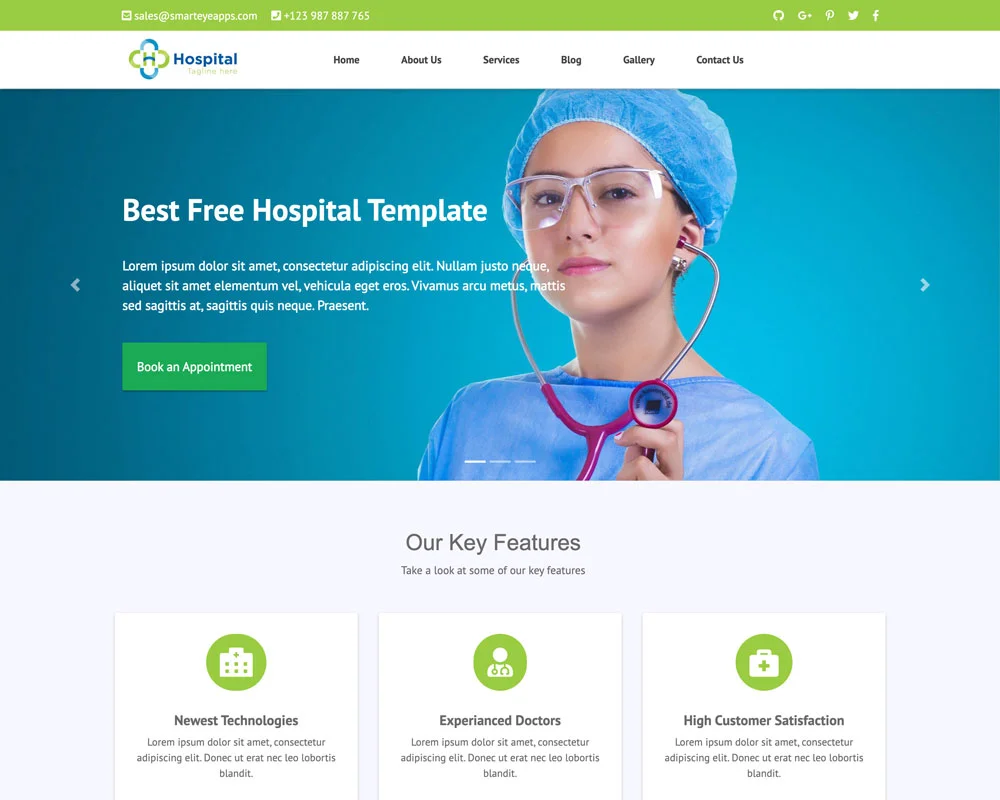 sales@smarteyeapps.com +123 987 887 765
Hospital
Tagline here
Home About Us Services Blog Gallery Contact Us
Best Free Hospital Template
Lorem ipsum dolor sit amet, consectetur adipiscing elit. Nullam justo neque,
aliquet sit amet elementum vel, vehicula eget eros. Vivamus arcu metus, mattis
sed sagittis at, sagittis quis neque. Praesent.
Book an Appointment
Our Key Features
Take a look at some of our key features
Newest Technologies
Lorem ipsum dolor sit amet, consectetur
adipiscing elit. Donec ut erat nec leo lobortis
blandit.
Experianced Doctors
Lorem ipsum dolor sit amet, consectetur
adipiscing elit. Donec ut erat nec leo lobortis
blandit.
High Customer Satisfaction
Lorem ipsum dolor sit amet, consectetur
adipiscing elit. Donec ut erat nec leo lobortis
blandit.